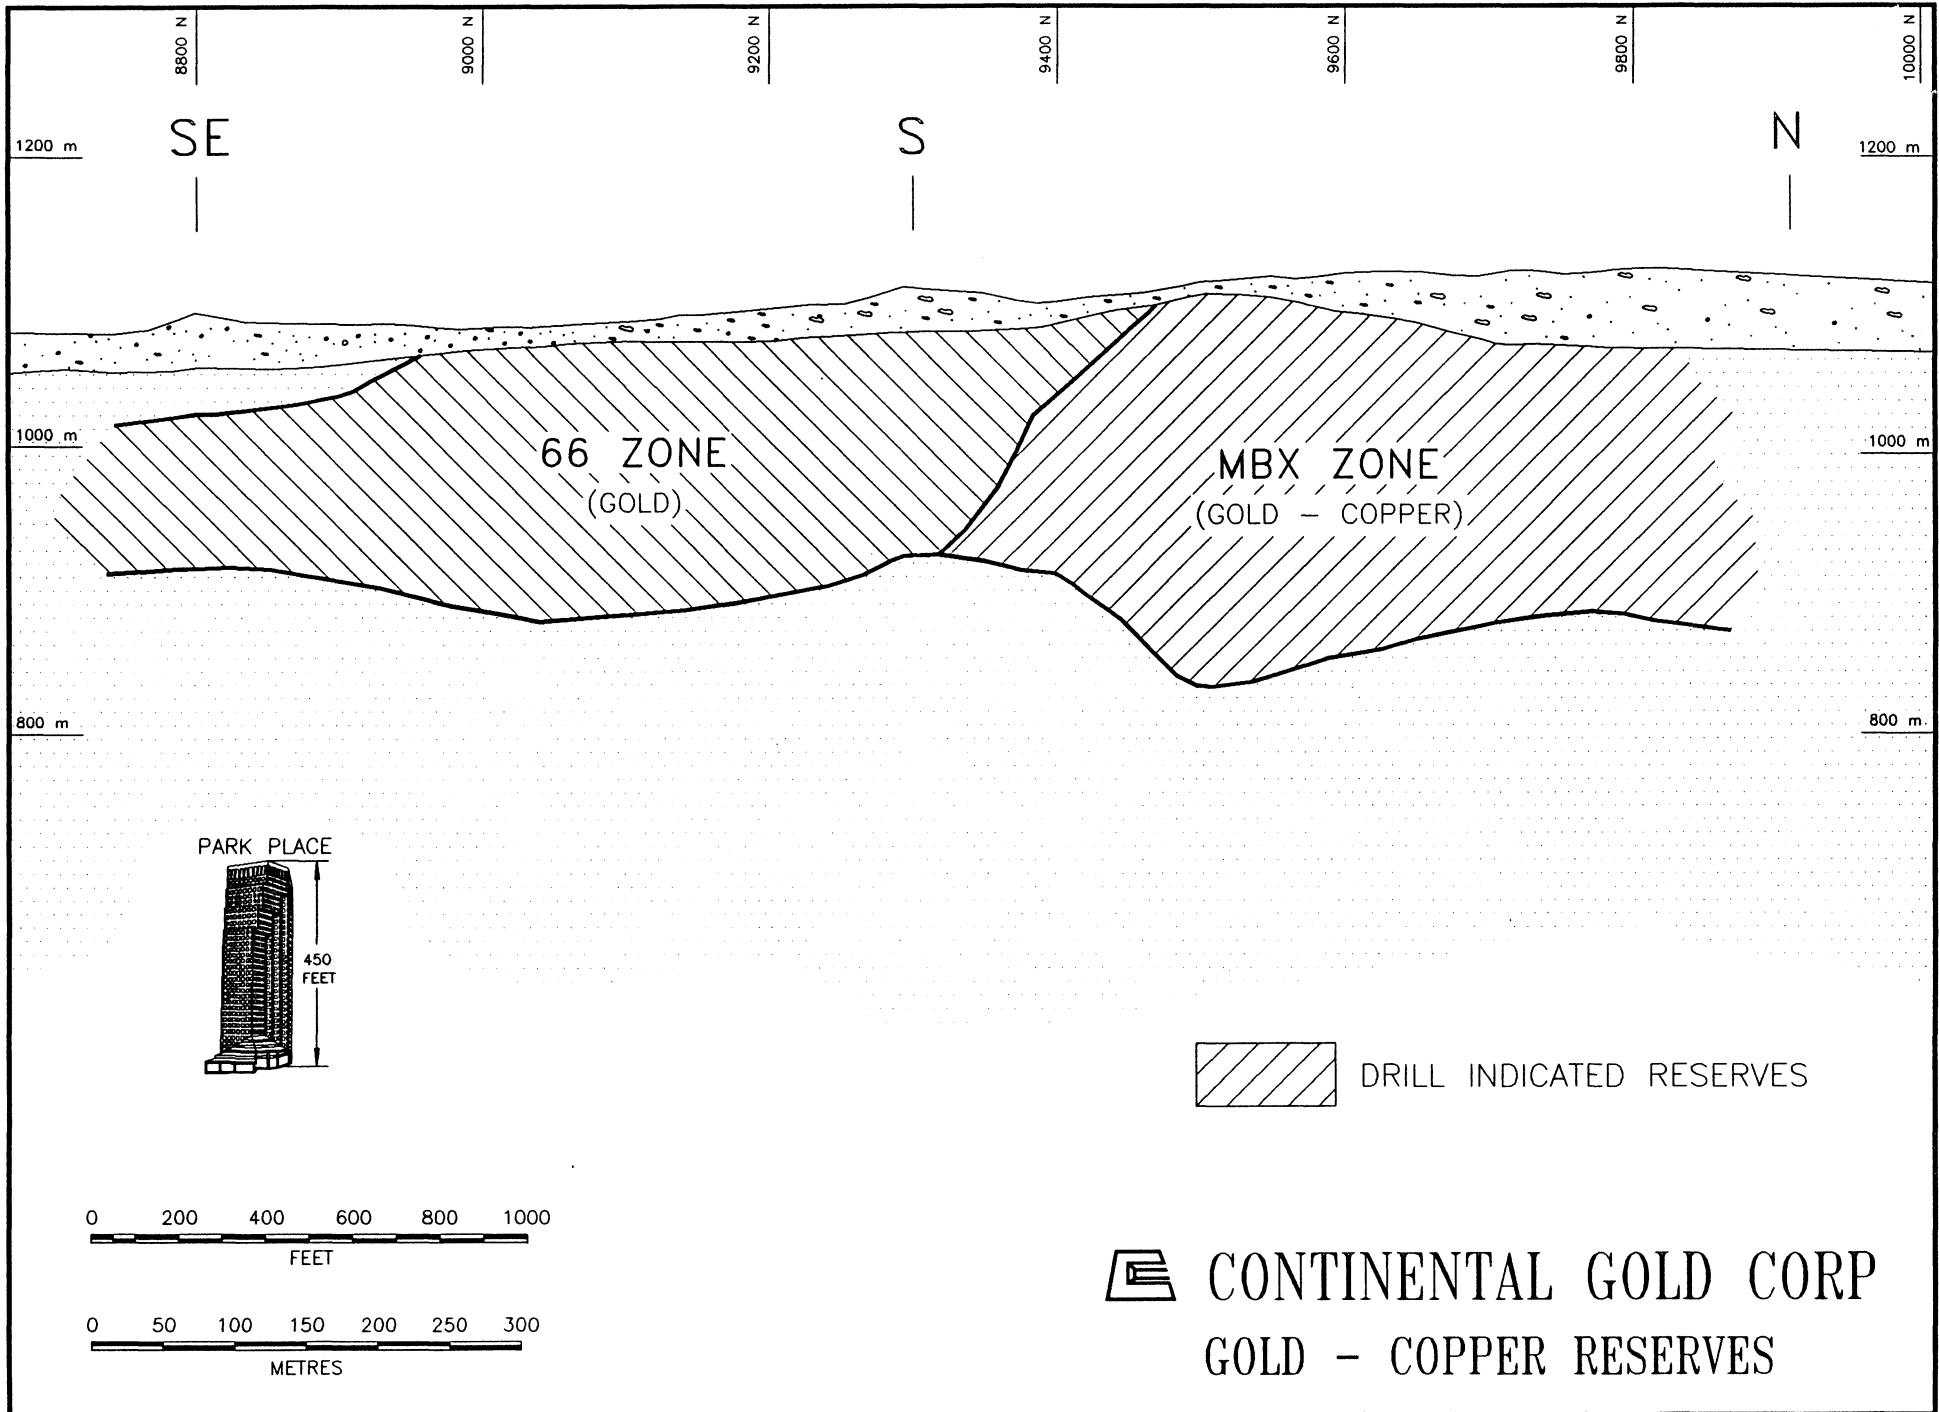 8800 N
9000 N
9200 N
9400 N
9600 N
9800 N
10000 N
SE
S
N
1200 m
1200 m
1000 m
1000 m
66 ZONE
(GOLD)
MBX ZONE
(GOLD - COPPER)
800 m
800 m
PARK PLACE
450
FEET
DRILL INDICATED RESERVES
0 200 400 600 800 1000
FEET
0 50 100 150 200 250 300
METRES
CONTINENTAL GOLD CORP
GOLD - COPPER RESERVES